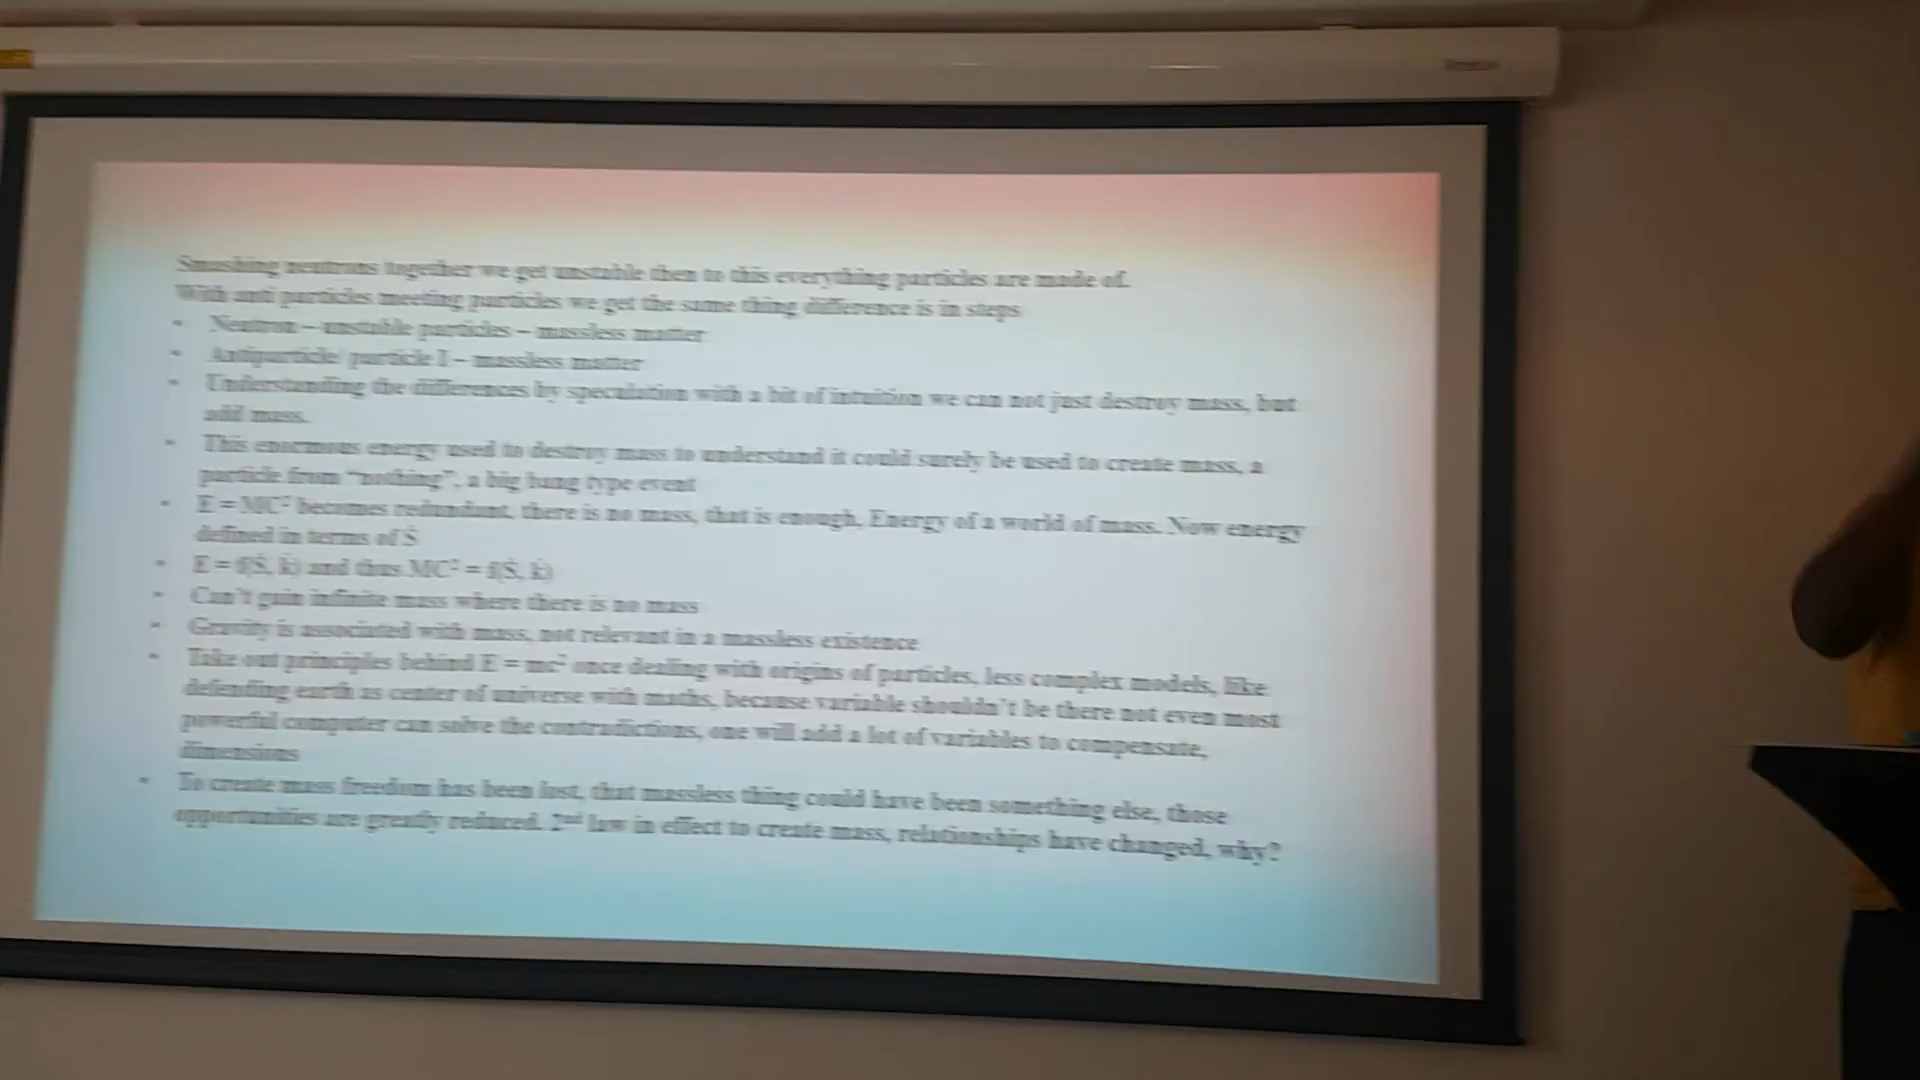 Smashing neutrons together we get unstable then to this everything particles are made of.
With anti particles meeting particles we get the same thing difference is in steps
Neutron – unstable particles – massless matter
Antiparticle/ particle I – massless matter
Understanding the differences by speculation with a bit of intuition we can not just destroy mass, but
add mass.
This enormous energy used to destroy mass to understand it could surely be used to create mass, a
particle from "nothing", a big bang type event
E = MC² becomes redundant, there is no mass, that is enough, Energy of a world of mass. Now energy
defined in terms of Ṡ
E = f(Ṡ, k̇) and thus MC² = f(Ṡ, k̇)
Can't gain infinite mass where there is no mass
Gravity is associated with mass, not relevant in a massless existence
Take out principles behind E = mc² once dealing with origins of particles, less complex models, like
defending earth as center of universe with maths, because variable shouldn't be there not even most
powerful computer can solve the contradictions, one will add a lot of variables to compensate,
dimensions
To create mass freedom has been lost, that massless thing could have been something else, those
opportunities are greatly reduced. 2nd law in effect to create mass, relationships have changed, why?